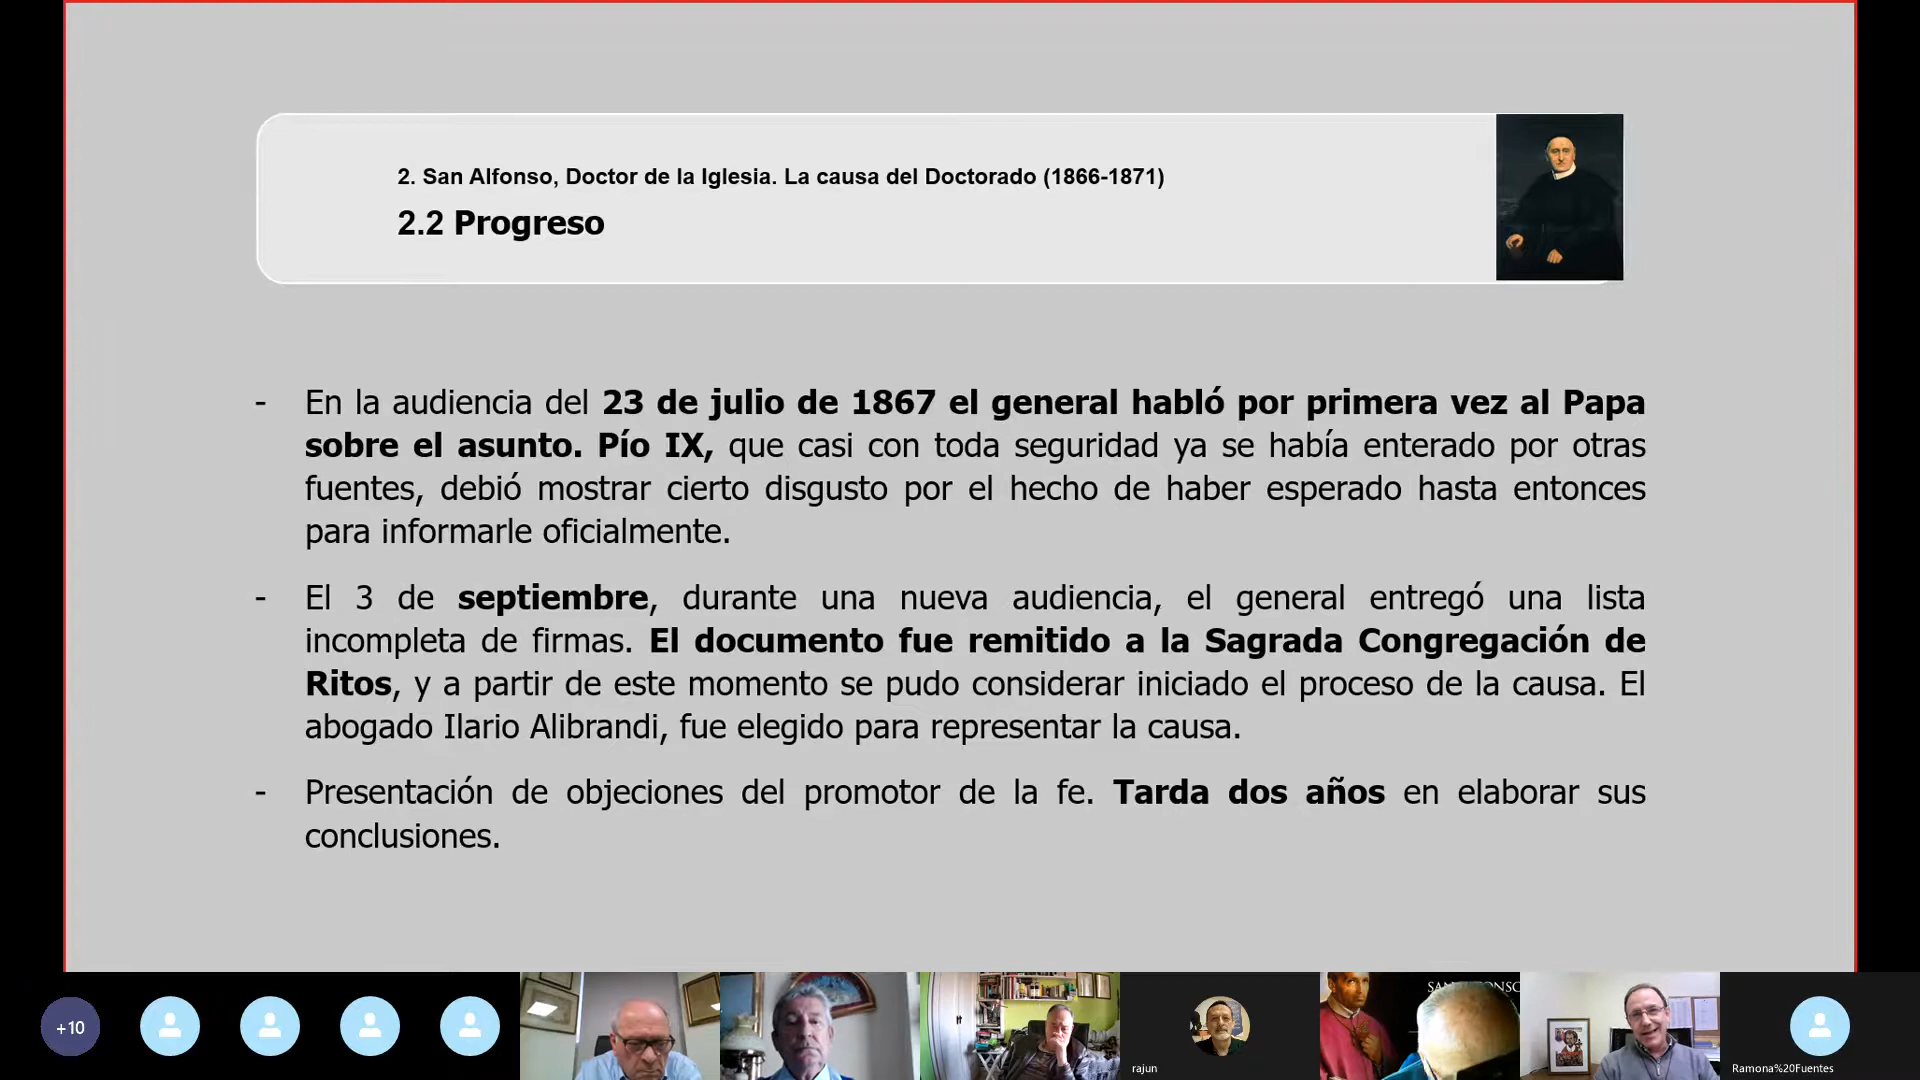 2. San Alfonso, Doctor de la Iglesia. La causa del Doctorado (1866-1871)
2.2 Progreso
- En la audiencia del 23 de julio de 1867 el general habló por primera vez al Papa
sobre el asunto. Pío IX, que casi con toda seguridad ya se había enterado por otras
fuentes, debió mostrar cierto disgusto por el hecho de haber esperado hasta entonces
para informarle oficialmente.
- El 3 de septiembre, durante una nueva audiencia, el general entregó una lista
incompleta de firmas. El documento fue remitido a la Sagrada Congregación de
Ritos, y a partir de este momento se pudo considerar iniciado el proceso de la causa. El
abogado Ilario Alibrandi, fue elegido para representar la causa.
- Presentación de objeciones del promotor de la fe. Tarda dos años en elaborar sus
conclusiones.
+10
rajun
Ramona%20Fuentes